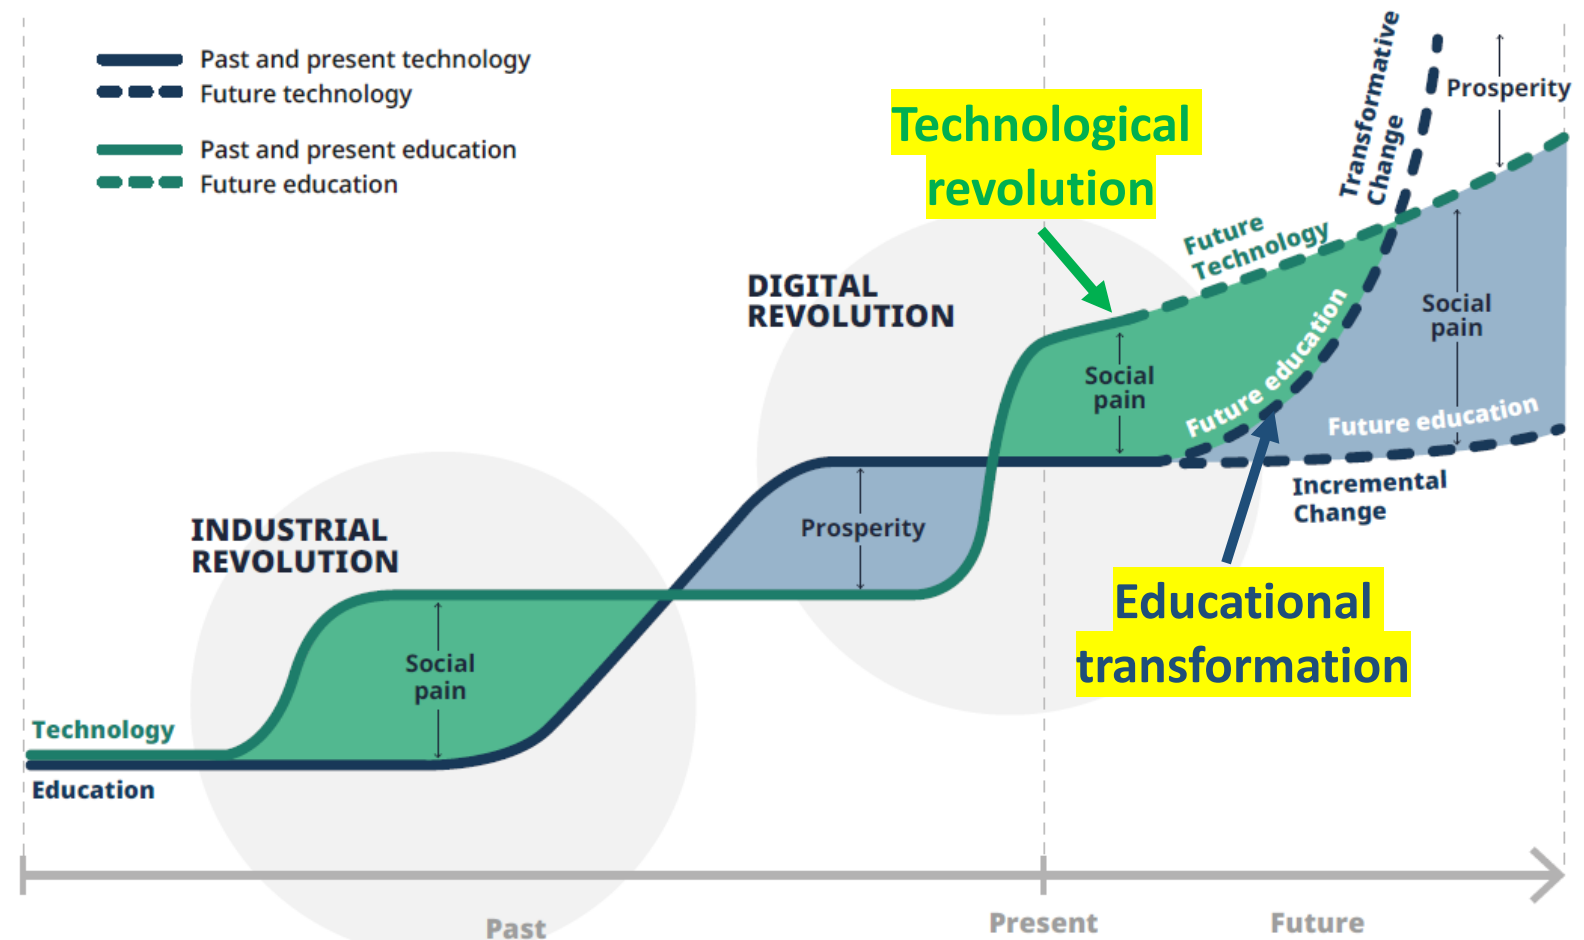 Past and present technology
Future technology
Past and present education
Future education
Technological
revolution
Transformative
Change
Prosperity
Future
Technology
DIGITAL
REVOLUTION
Social
pain
Future education
Social
pain
Future education
Incremental
Change
Prosperity
INDUSTRIAL
REVOLUTION
Educational
transformation
Social
pain
Technology
Education
Past
Present
Future